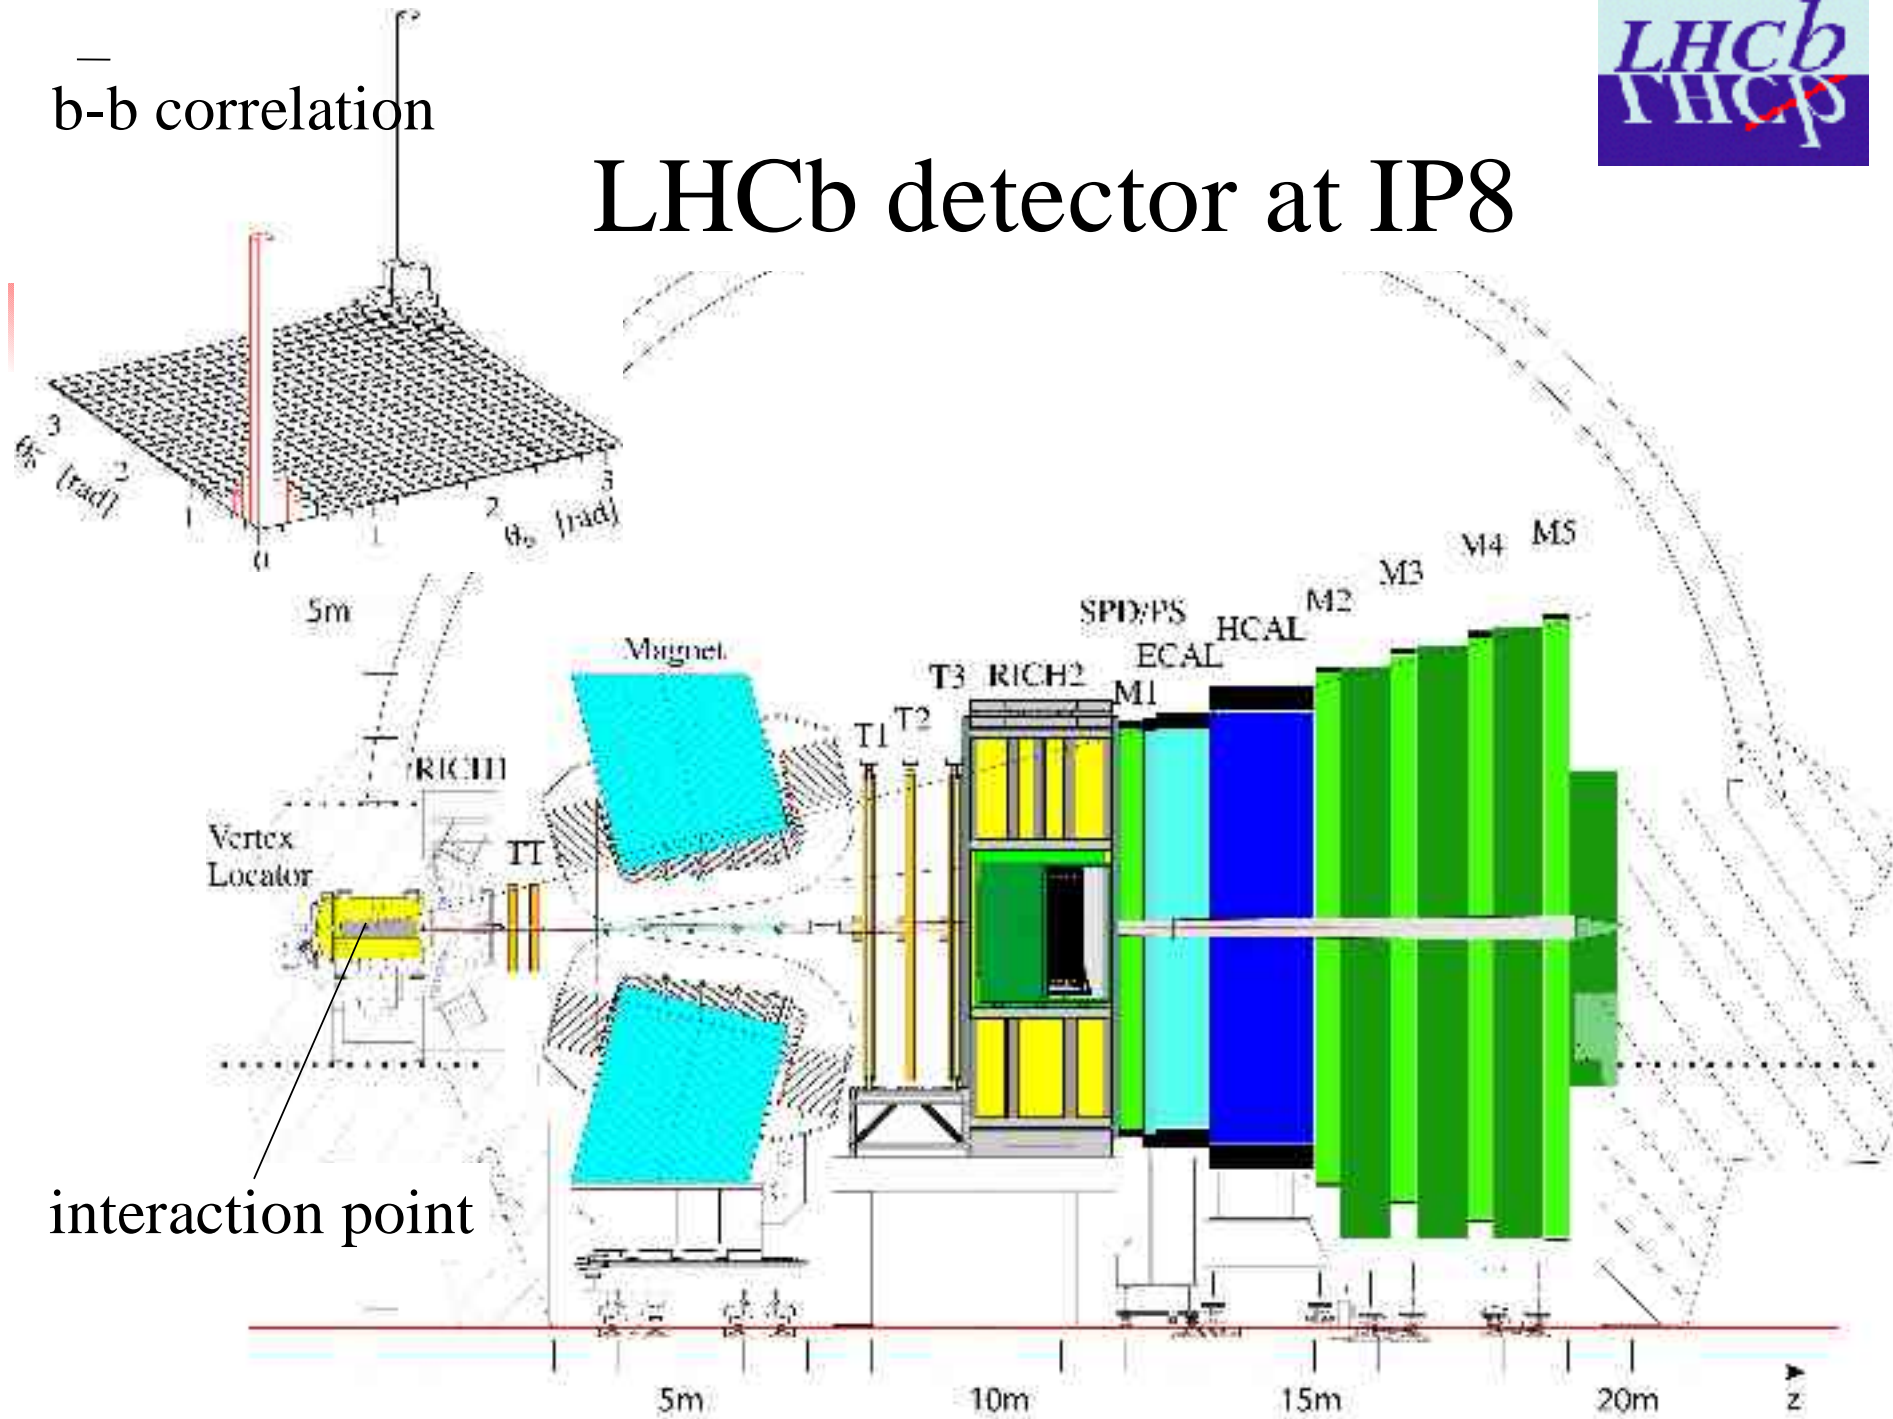 LHCb
b-b correlation
LHCb detector at IP8
3
2
1
[rad]
0
1
2
3
[rad]
5m
Magnet
SPD/PS
ECAL
HCAL
M2
M3
M4
M5
T3
RICH2
M1
T1
T2
RICH1
Vertex
Locator
TT
interaction point
5m
10m
15m
20m
z